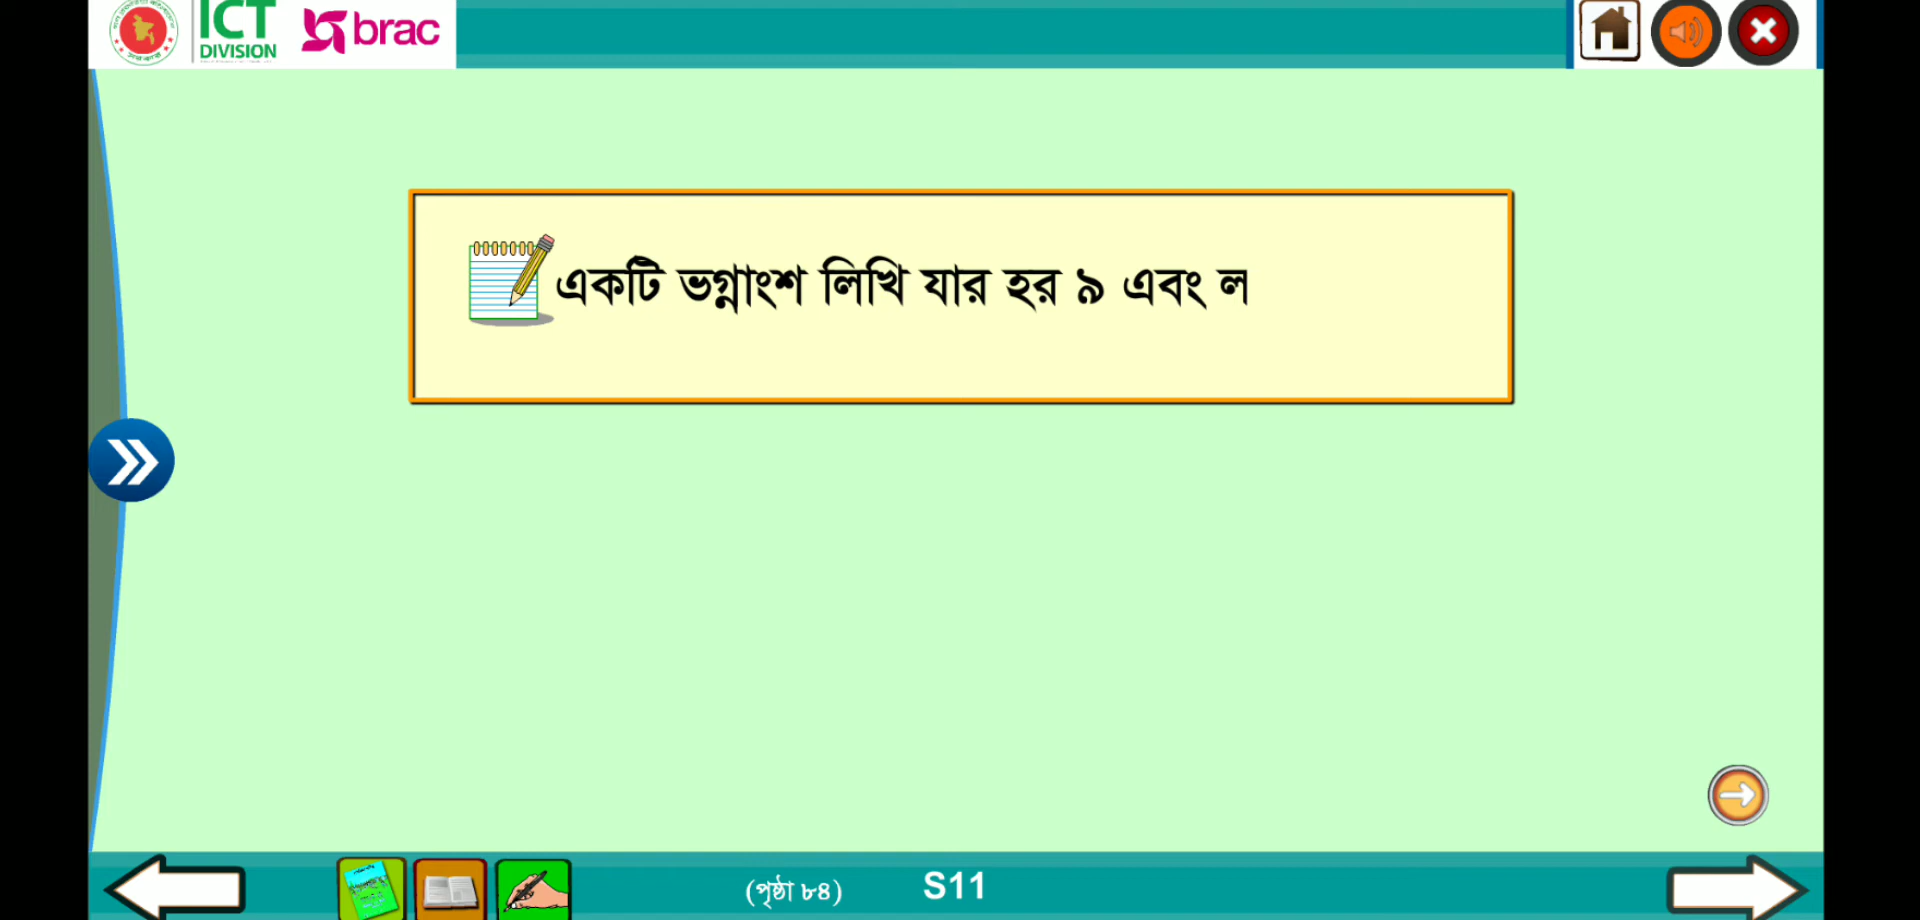 ICT
DIVISION
brac
একটি ভগ্নাংশ লিখি যার হর ৯ এবং ল
(পৃষ্ঠা ৮৪)
S11